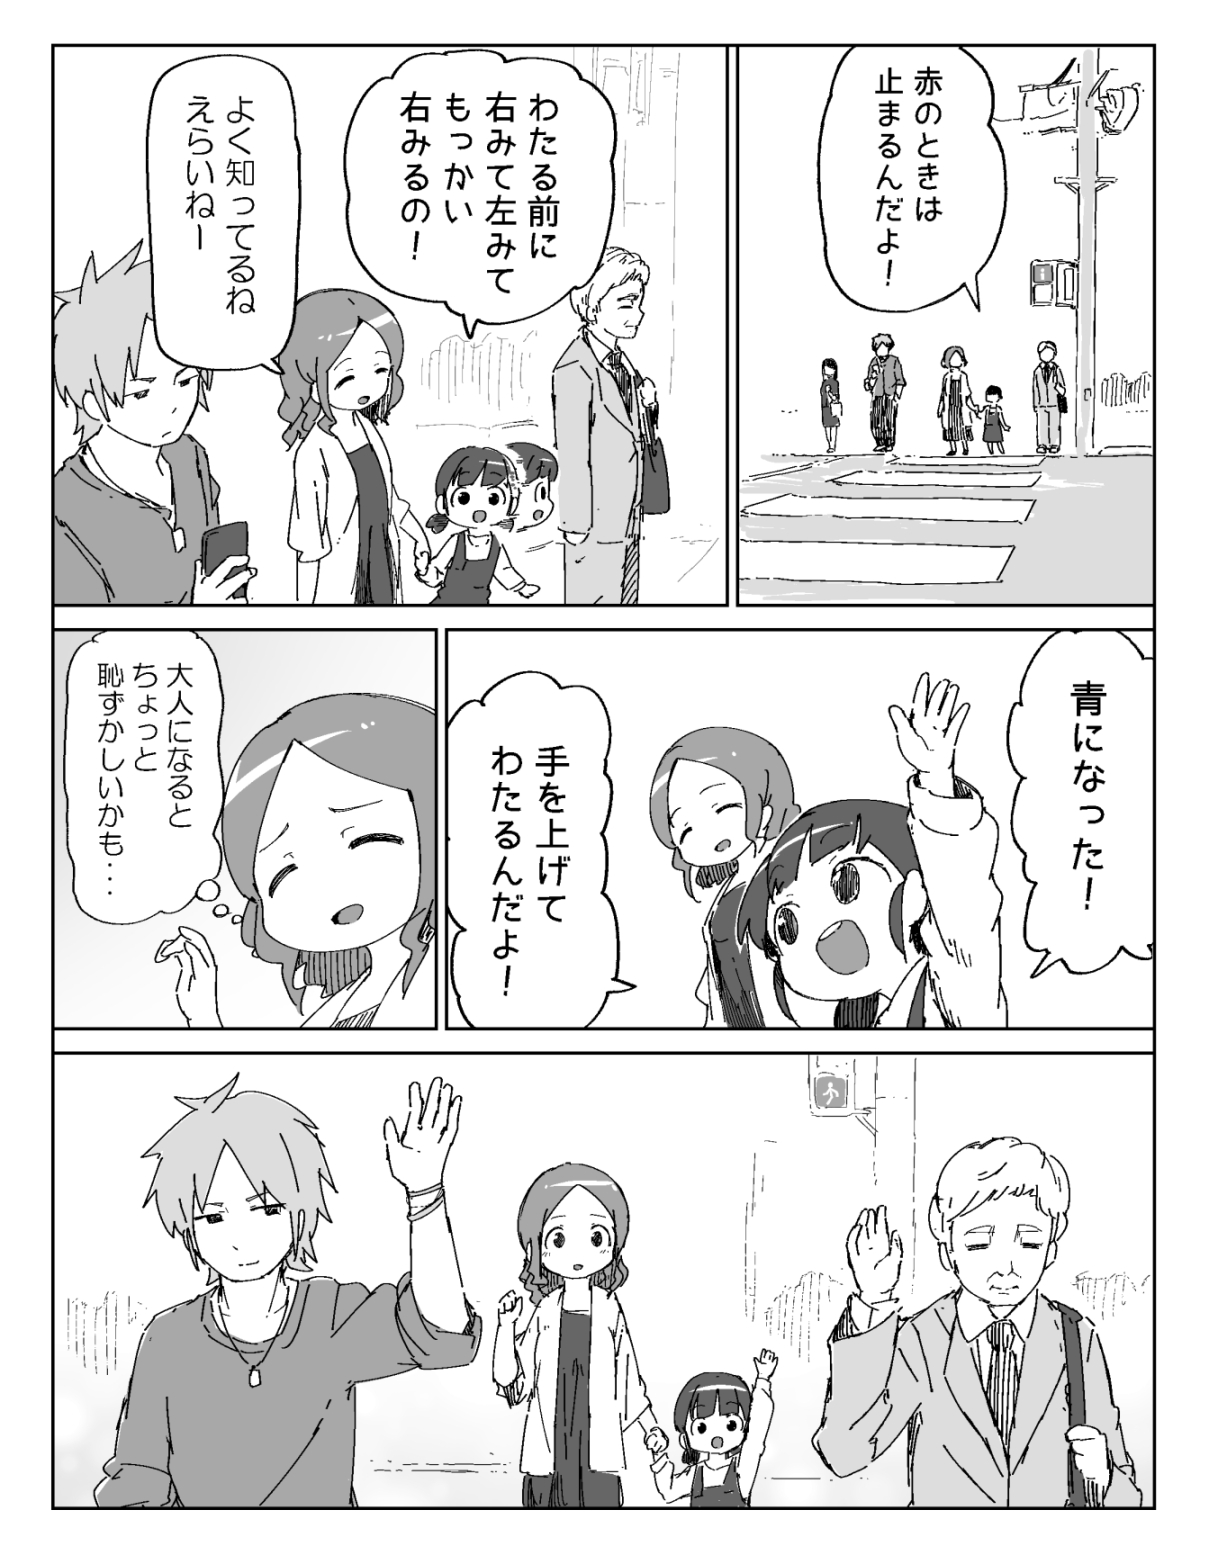 赤のときは
止まるんだよ！
わたる前に
右みて左みて
もっかい
右みるの！
よく知ってるね
えらいねー
青になった！
手を上げて
わたるんだよ！
大人になると
ちょっと
恥ずかしいかも・・・